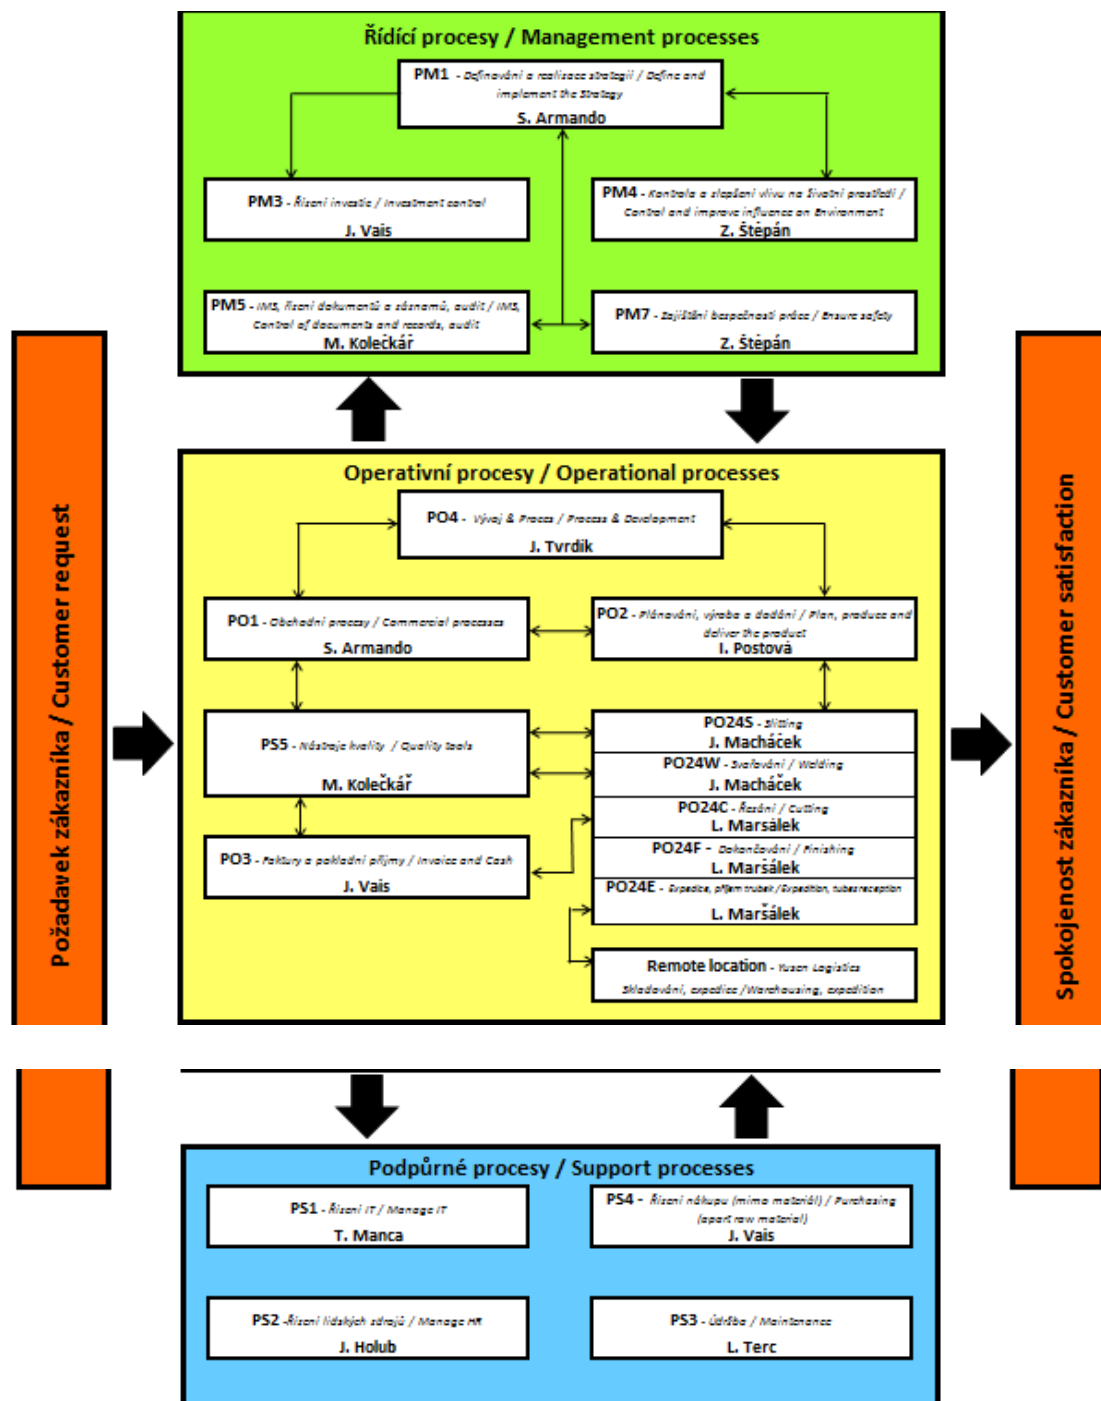 Řídící procesy / Management processes
PM1 - Definování a realisace strategií / Define and
implement the Strategy
S. Armando
PM3 - Řízení investic / Investment control
J. Vais
PM4 - Kontrola a zlepšení vlivu na životní prostředí /
Control and improve influence on Environment
Z. Štěpán
PM5 - IMS, řízení dokumentů a záznamů, audit / IMS,
Control of documents and records, audit
M. Kolečkář
PM7 - Zajištění bezpečnosti práce / Ensure safety
Z. Štěpán
Požadavek zákazníka / Customer request
Operativní procesy / Operational processes
PO4 - Vývoj & Proces / Process & Development
J. Tvrdik
PO1 - Obchodní procesy / Commercial processes
S. Armando
PO2 - Plánování, výroba a dodání / Plan, produce and
deliver the product
I. Postová
PS5 - Nástroje kvality / Quality tools
M. Kolečkář
PO24S - Slitting
J. Macháček
PO24W - Svařování / Welding
J. Macháček
PO24C - Řezání / Cutting
L. Marsálek
PO24F - Dokončování / Finishing
L. Maršálek
PO24E - Expedice, příjem trubek / Expedition, tubes reception
L. Maršálek
PO3 - Faktury a pokladní příjmy / Invoice and Cash
J. Vais
Remote location - Yusen Logistics
Skladování, expedice / Warehousing, expedition
Spokojenost zákazníka / Customer satisfaction
Podpůrné procesy / Support processes
PS1 - Řízení IT / Manage IT
T. Manca
PS4 - Řízení nákupu (mimo materiál) / Purchasing
(apart raw material)
J. Vais
PS2 -Řízení lidských zdrojů / Manage HR
J. Holub
PS3 - Údržba / Maintenance
L. Terc